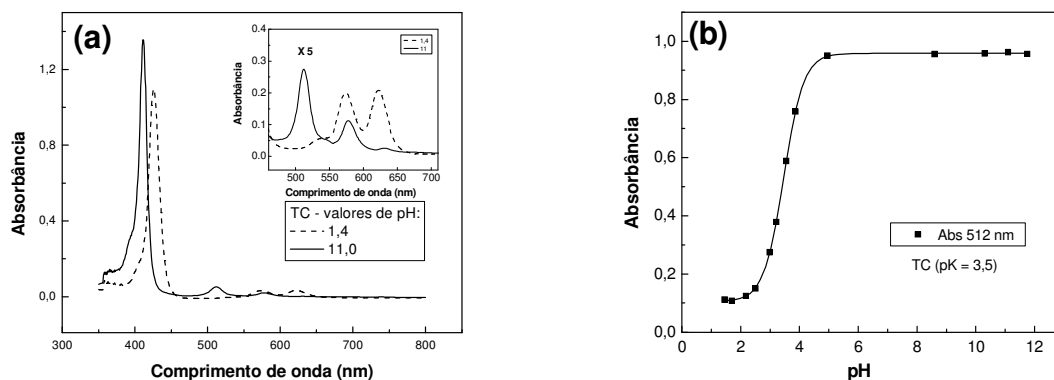 (a)
Absorbância
1,2
0,8
0,4
0,0
300 400 500 600 700 800
Comprimento de onda (nm)
X 5
1,4
11
Absorbância
0.4
0.3
0.2
0.1
0.0
500 550 600 650 700
Comprimento de onda (nm)
TC - valores de pH:
1,4
11,0
(b)
Absorbância
1,0
0,8
0,6
0,4
0,2
0,0
0 2 4 6 8 10 12
pH
Abs 512 nm
TC (pK = 3,5)